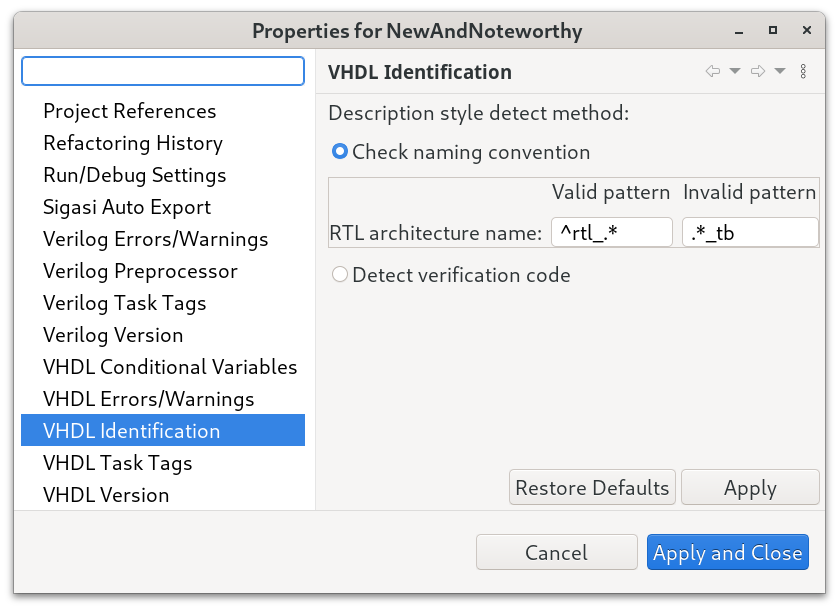 Properties for NewAndNoteworthy
Project References
Refactoring History
Run/Debug Settings
Sigasi Auto Export
Verilog Errors/Warnings
Verilog Preprocessor
Verilog Task Tags
Verilog Version
VHDL Conditional Variables
VHDL Errors/Warnings
VHDL Identification
VHDL Task Tags
VHDL Version
VHDL Identification
Description style detect method:
Check naming convention
Valid pattern Invalid pattern
RTL architecture name: ^rtl_.* .*_tb
Detect verification code
Restore Defaults Apply
Cancel Apply and Close